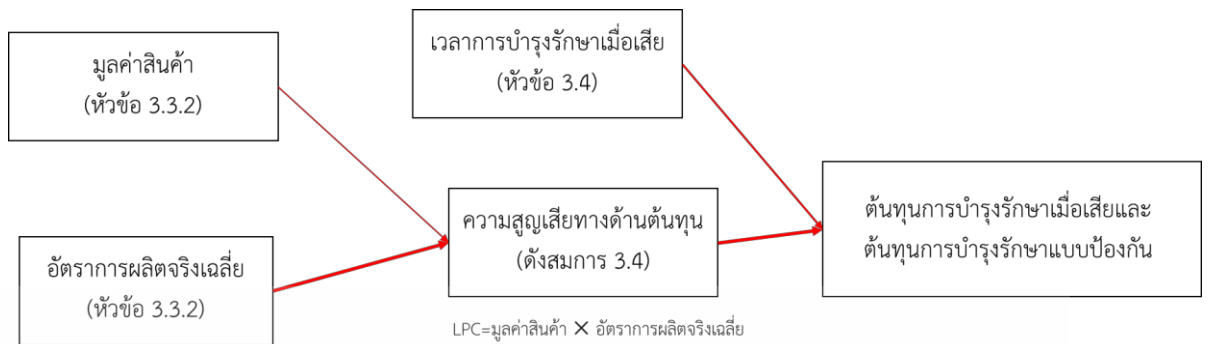 มูลค่าสินค้า
(หัวข้อ 3.3.2)
เวลาการบำรุงรักษาเมื่อเสีย
(หัวข้อ 3.4)
อัตราการผลิตจริงเฉลี่ย
(หัวข้อ 3.3.2)
ความสูญเสียทางด้านต้นทุน
(ดังสมการ 3.4)
ต้นทุนการบำรุงรักษาเมื่อเสียและ
ต้นทุนการบำรุงรักษาแบบป้องกัน
LPC=มูลค่าสินค้า × อัตราการผลิตจริงเฉลี่ย